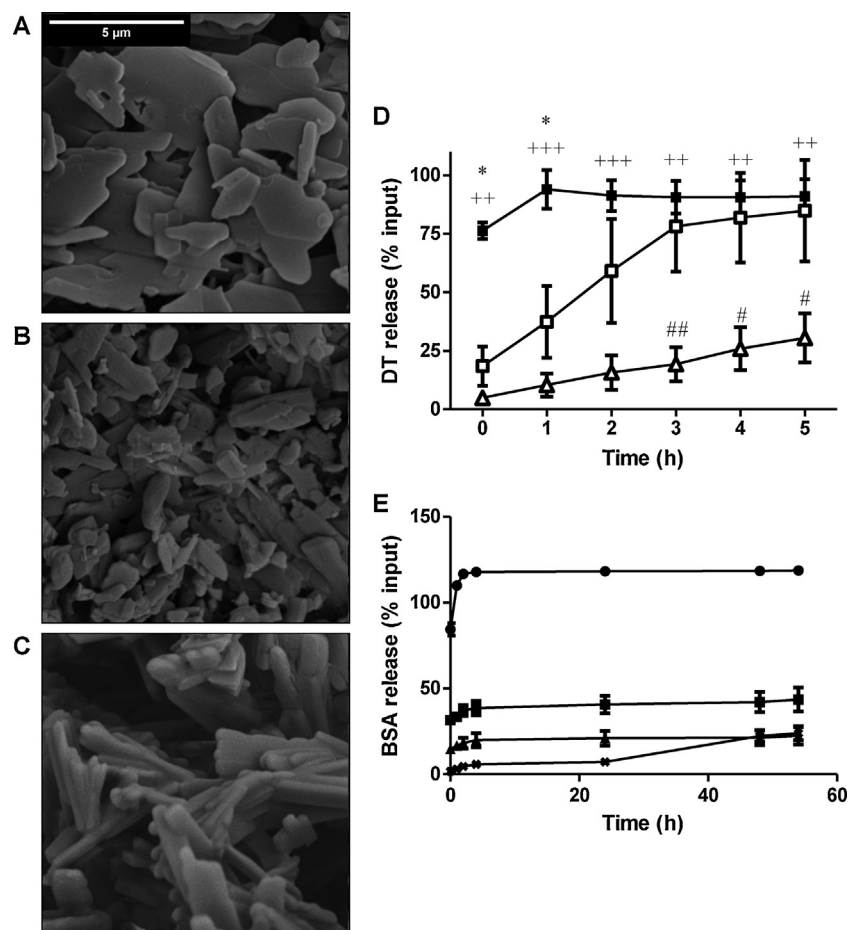 A
5 µm
B
C
D
DT release (% input)
100
75
50
25
0
*
++
*
+++
+++
++
++
++
##
#
#
0 1 2 3 4 5
Time (h)
E
BSA release (% input)
150
100
50
0
0 20 40 60
Time (h)